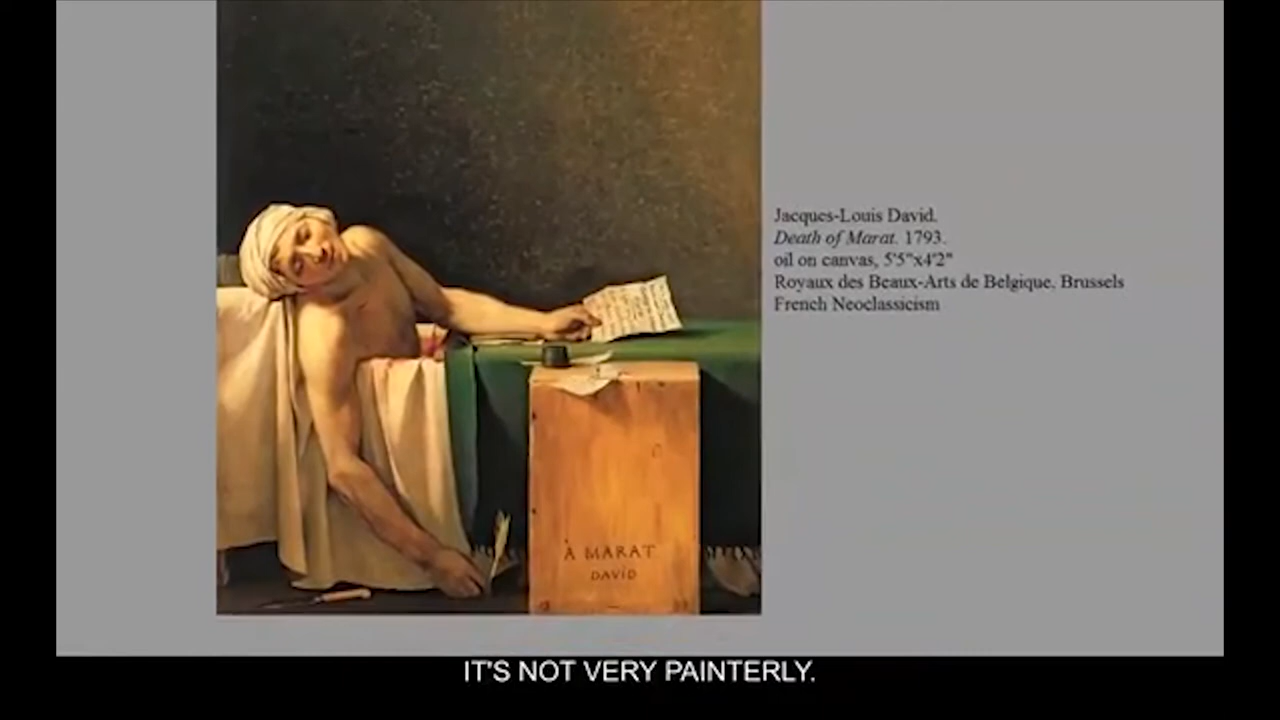 Jacques-Louis David.
Death of Marat. 1793.
oil on canvas, 5'5"x4'2"
Royaux des Beaux-Arts de Belgique, Brussels
French Neoclassicism
À MARAT
DAVID
IT'S NOT VERY PAINTERLY.